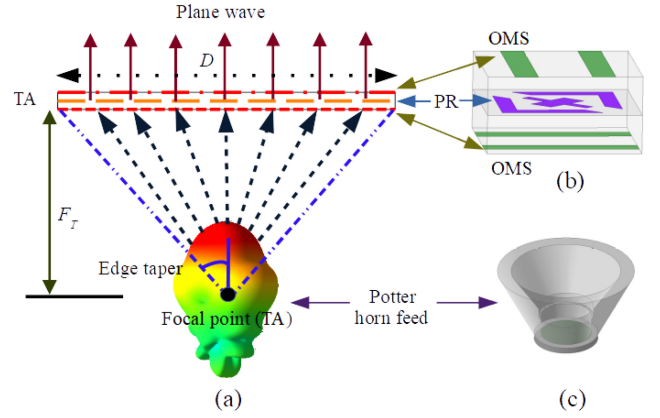 Plane wave
D
TA
F_T
Edge taper
Focal point (TA)
(a)
OMS
PR
OMS
(b)
Potter
horn feed
(c)